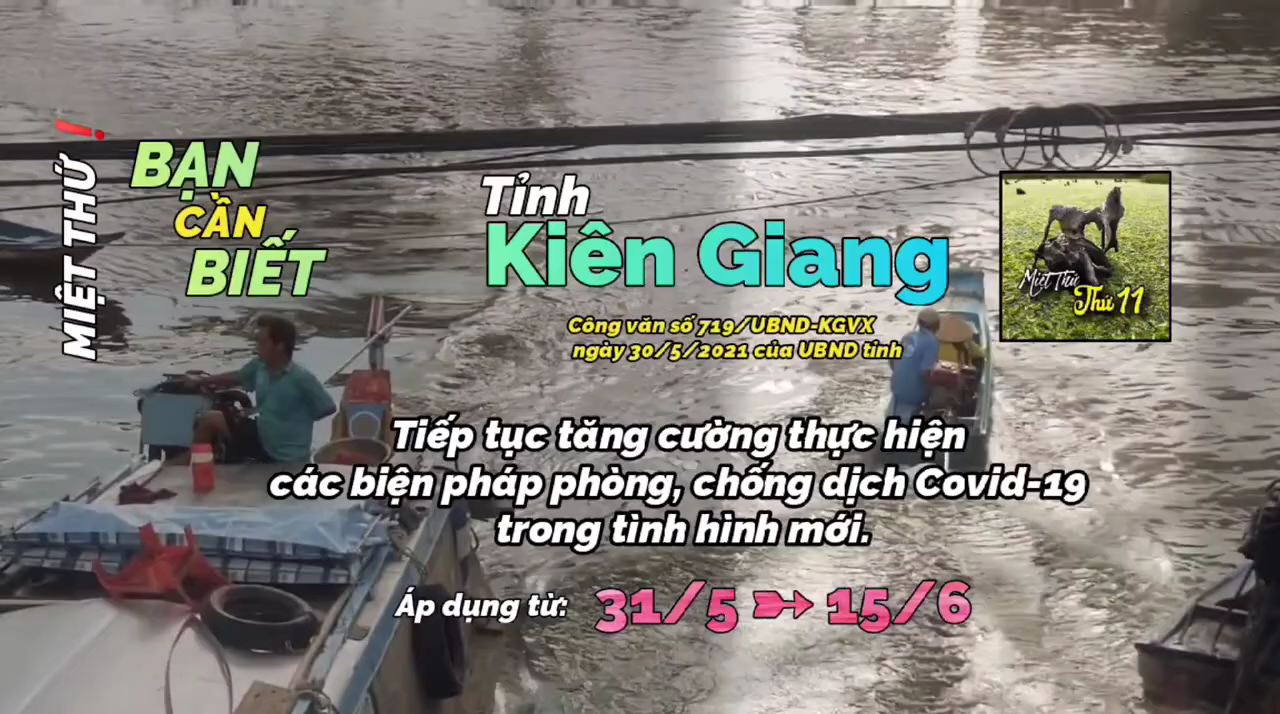 MIỆT THỨ !
BẠN
CẦN
BIẾT
Tỉnh
Kiên Giang
Công văn số 719/UBND-KGVX
ngày 30/5/2021 của UBND tỉnh
Miệt Thứ
Thứ 11
Tiếp tục tăng cường thực hiện
các biện pháp phòng, chống dịch Covid-19
trong tình hình mới.
Áp dụng từ: 31/5 ➳ 15/6